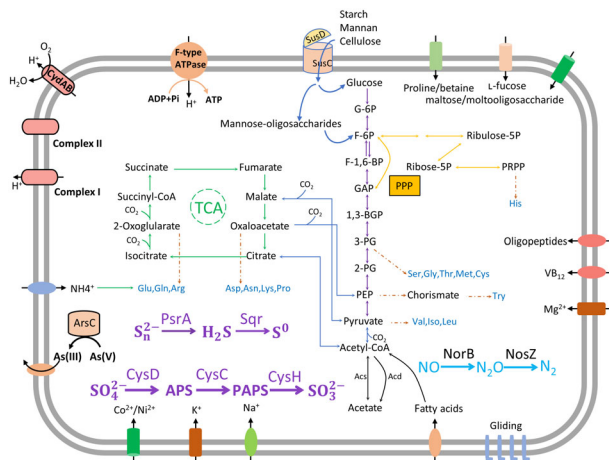 Starch
Mannan
Cellulose
SusD
SusC
F-type
ATPase
ADP+Pi
ATP
H⁺
O₂
H⁺
H₂O
CydAB
Complex II
Complex I
H⁺
Proline/betaine
maltose/moltooligosaccharide
L-fucose
Glucose
G-6P
Mannose-oligosaccharides
F-6P
Ribulose-5P
F-1,6-BP
Ribose-5P
PRPP
GAP
PPP
His
1,3-BGP
3-PG
Ser,Gly,Thr,Met,Cys
2-PG
PEP
Chorismate
Try
Pyruvate
Val,Iso,Leu
CO₂
Acetyl-CoA
Acs
Acd
Acetate
Fatty acids
Succinate
Fumarate
Succinyl-CoA
Malate
CO₂
CO₂
TCA
2-Oxoglularate
Oxaloacetate
CO₂
CO₂
Isocitrate
Citrate
NH4⁺
Glu,Gln,Arg
Asp,Asn,Lys,Pro
Oligopeptides
VB₁₂
Mg²⁺
ArsC
As(III)
As(V)
Sₙ²⁻ PsrA H₂S Sqr S⁰
SO₄²⁻ CysD APS CysC PAPS CysH SO₃²⁻
NO NorB N₂O NosZ N₂
Co²⁺/Ni²⁺
K⁺
Na⁺
Gliding